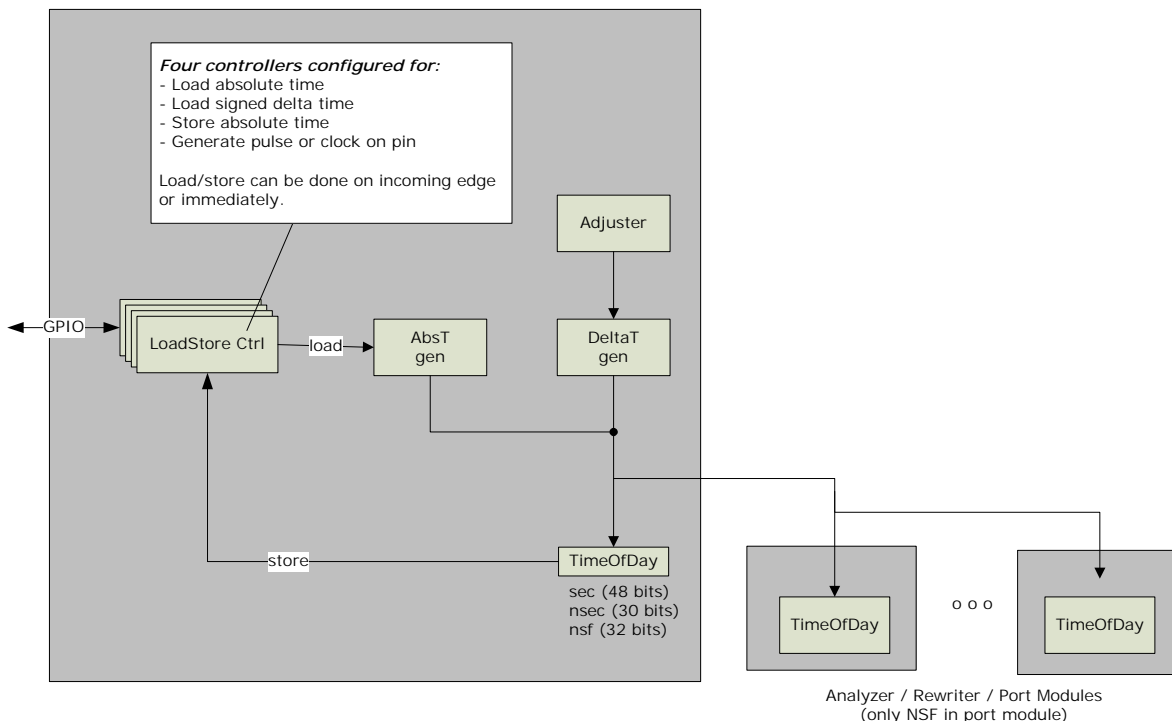 Four controllers configured for:
- Load absolute time
- Load signed delta time
- Store absolute time
- Generate pulse or clock on pin
Load/store can be done on incoming edge
or immediately.
Adjuster
GPIO
LoadStore Ctrl
load
AbsT
gen
DeltaT
gen
store
TimeOfDay
sec (48 bits)
nsec (30 bits)
nsf (32 bits)
TimeOfDay
o o o
TimeOfDay
Analyzer / Rewriter / Port Modules
(only NSF in port module)